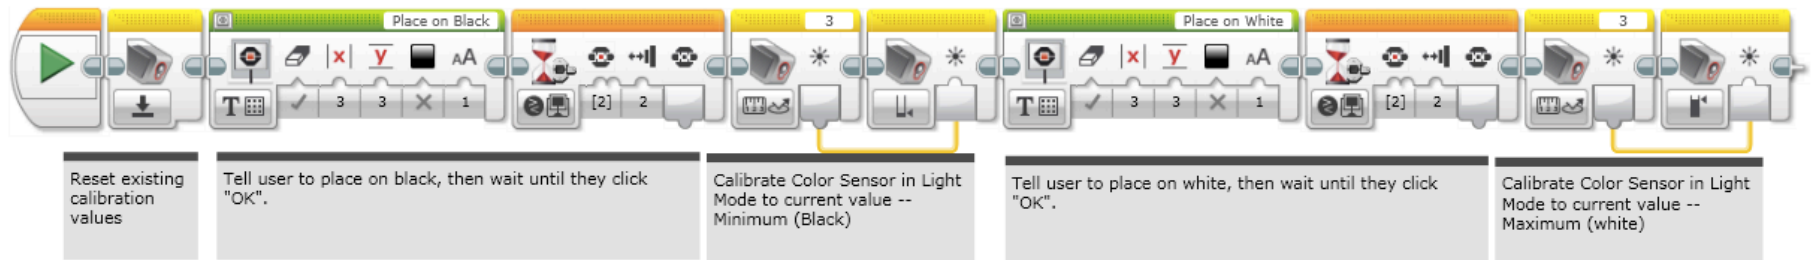 Place on Black
3
Place on White
3
x
y
AA
x
y
AA
T
3
3
1
[2]
2
T
3
3
1
[2]
2
Reset existing
calibration
values
Tell user to place on black, then wait until they click
"OK".
Calibrate Color Sensor in Light
Mode to current value --
Minimum (Black)
Tell user to place on white, then wait until they click
"OK".
Calibrate Color Sensor in Light
Mode to current value --
Maximum (white)